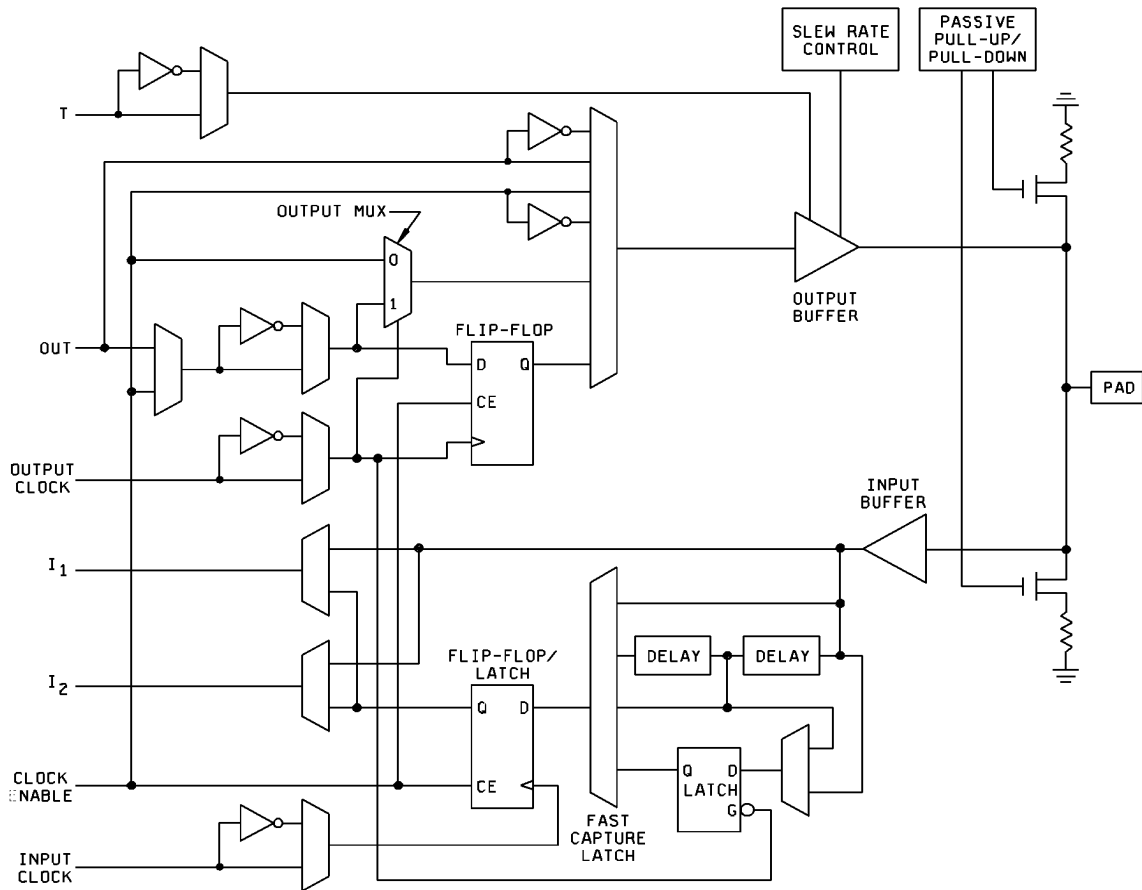 SLEW RATE
CONTROL
PASSIVE
PULL-UP/
PULL-DOWN
T
OUTPUT MUX
0
1
OUTPUT
BUFFER
FLIP-FLOP
OUT
D Q
CE
PAD
OUTPUT
CLOCK
INPUT
BUFFER
I1
DELAY DELAY
FLIP-FLOP/
LATCH
I2
Q D
Q D
LATCH
G
CLOCK
ENABLE
CE
FAST
CAPTURE
LATCH
INPUT
CLOCK